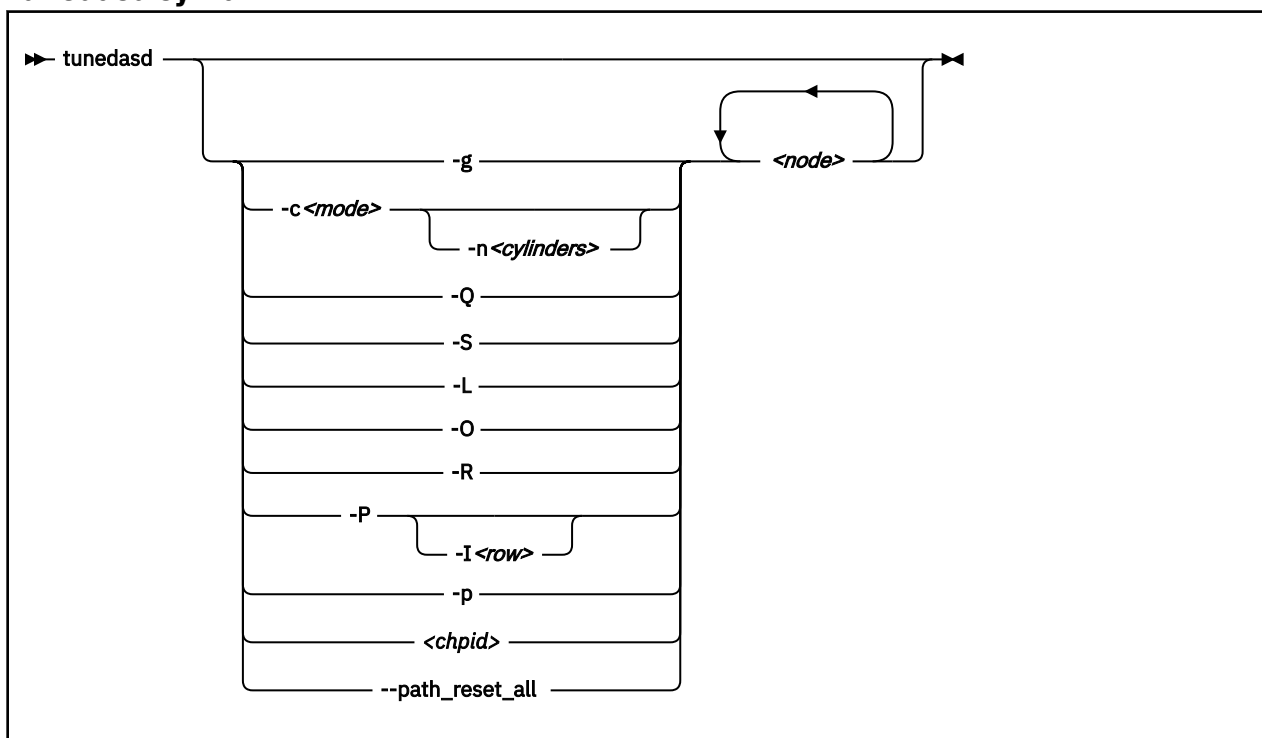 tunedasd
-g
<node>
-c<mode>
-n<cylinders>
-Q
-S
-L
-O
-R
-P
-I<row>
-p
<chpid>
--path_reset_all